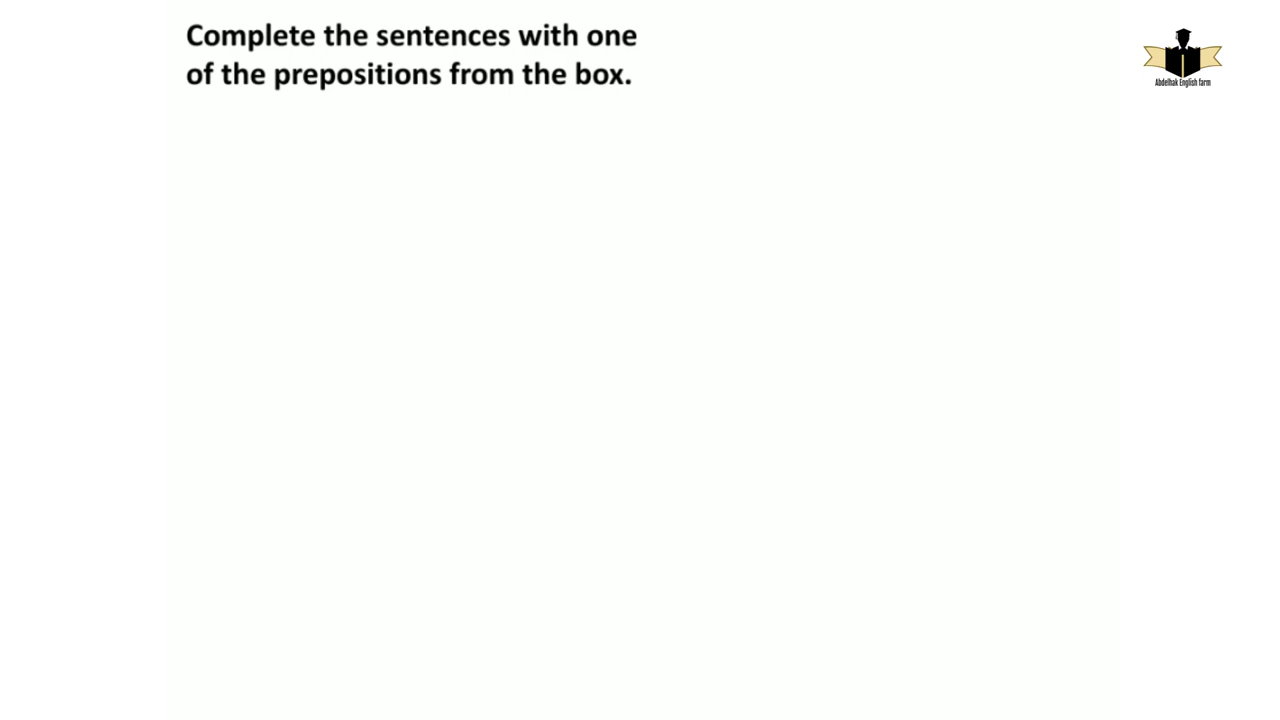 Complete the sentences with one
of the prepositions from the box.
Abdelhak English farm